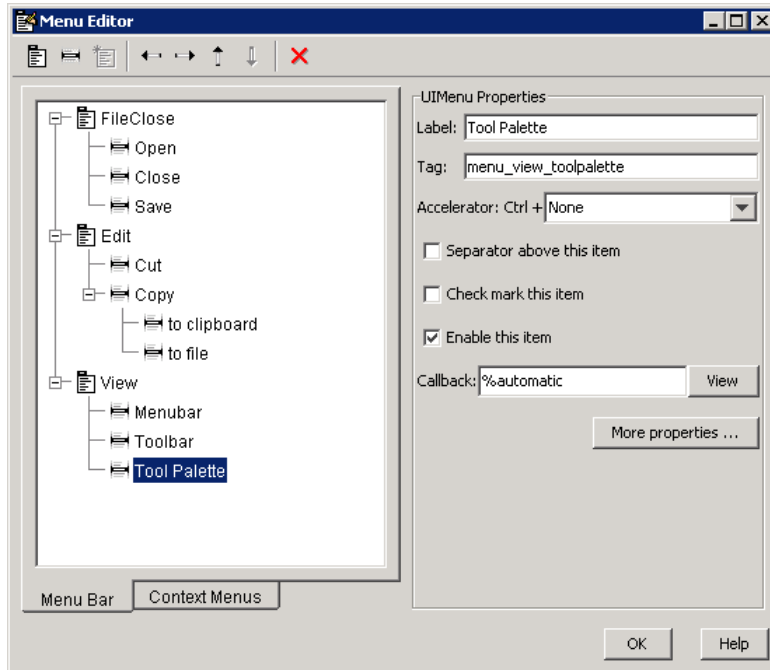 Menu Editor
FileClose
Open
Close
Save
Edit
Cut
Copy
to clipboard
to file
View
Menubar
Toolbar
Tool Palette
Menu Bar
Context Menus
UIMenu Properties
Label: Tool Palette
Tag: menu_view_toolpalette
Accelerator: Ctrl + None
Separator above this item
Check mark this item
Enable this item
Callback: %automatic View
More properties ...
OK Help